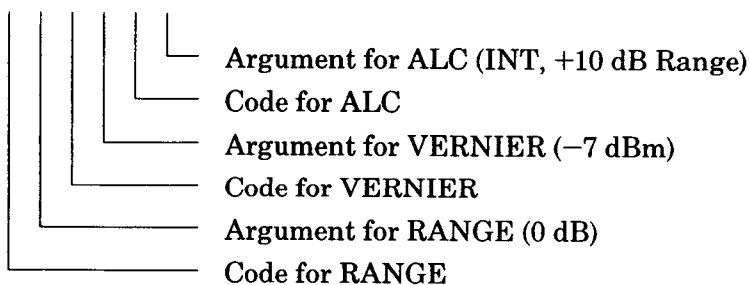 Argument for ALC (INT, +10 dB Range)
Code for ALC
Argument for VERNIER (−7 dBm)
Code for VERNIER
Argument for RANGE (0 dB)
Code for RANGE